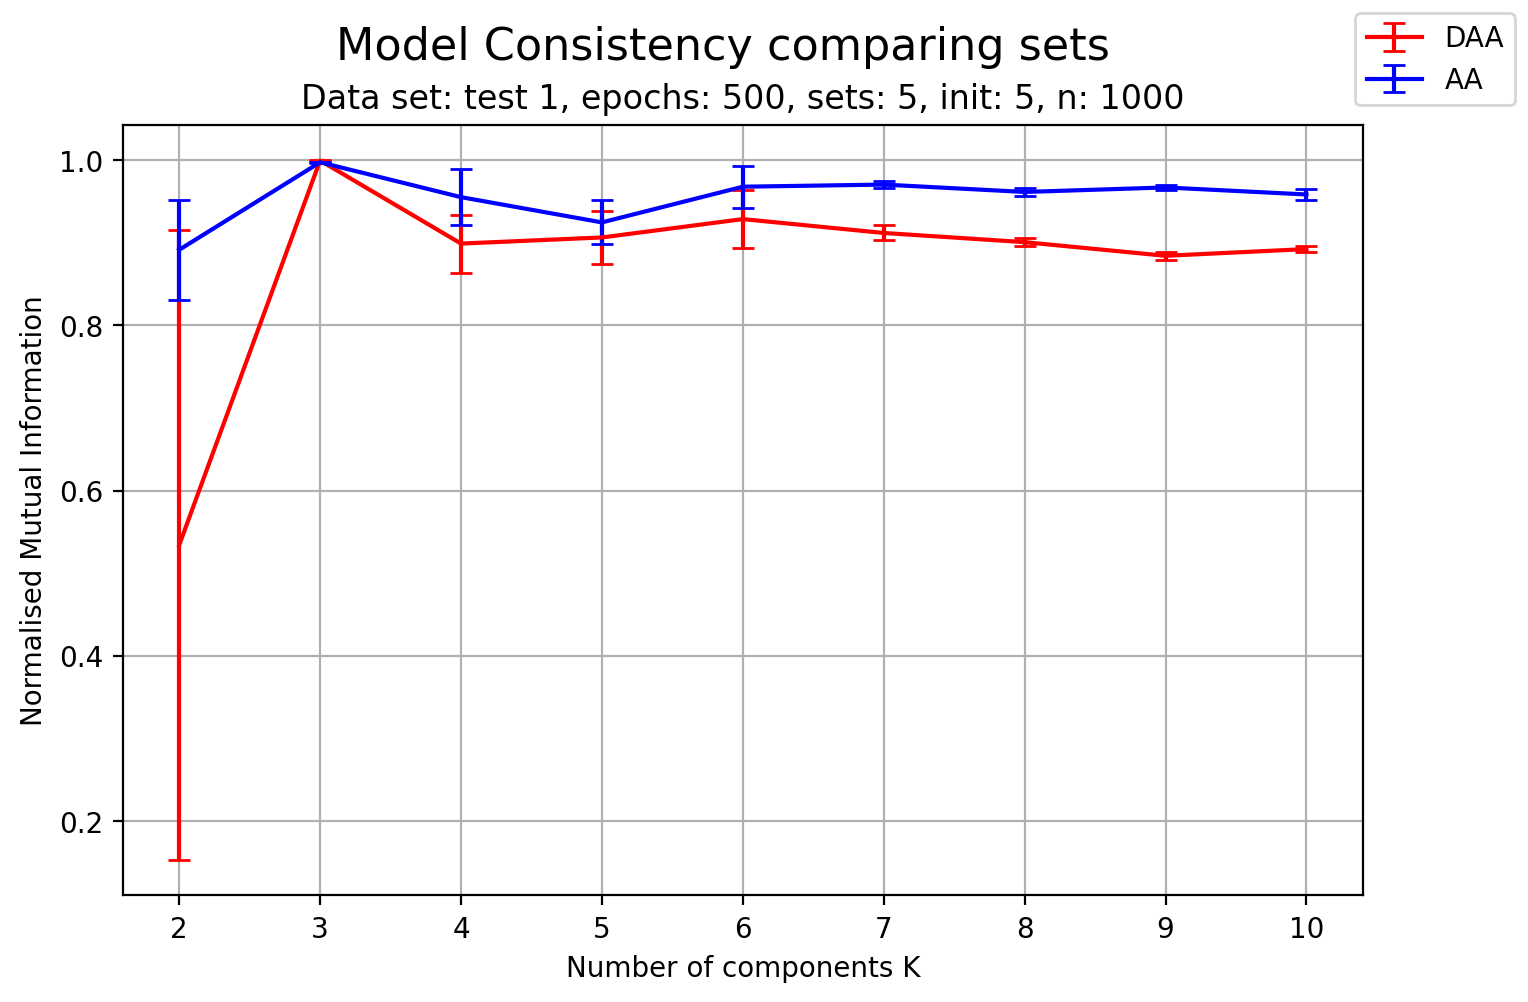 Model Consistency comparing sets
Data set: test 1, epochs: 500, sets: 5, init: 5, n: 1000
DAA
AA
Normalised Mutual Information
1.0
0.8
0.6
0.4
0.2
2 3 4 5 6 7 8 9 10
Number of components K